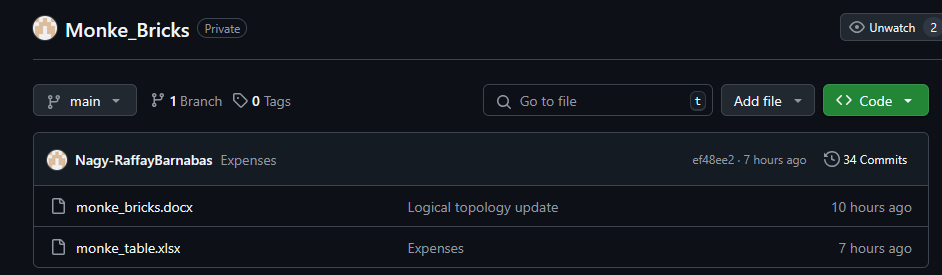 Monke_Bricks Private Unwatch 2
main 1 Branch 0 Tags Go to file t Add file Code
Nagy-RaffayBarnabas Expenses ef48ee2 · 7 hours ago 34 Commits
monke_bricks.docx Logical topology update 10 hours ago
monke_table.xlsx Expenses 7 hours ago